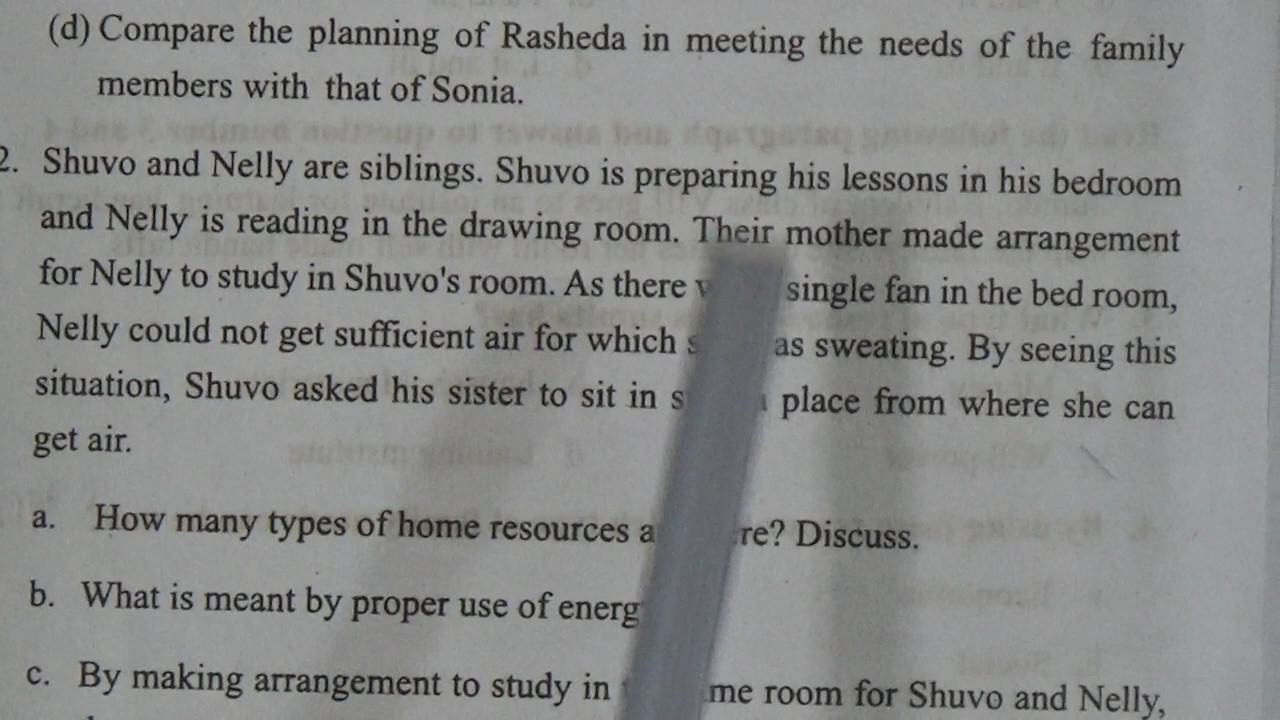 (d) Compare the planning of Rasheda in meeting the needs of the family
members with that of Sonia.
2. Shuvo and Nelly are siblings. Shuvo is preparing his lessons in his bedroom
and Nelly is reading in the drawing room. Their mother made arrangement
for Nelly to study in Shuvo's room. As there single fan in the bed room,
Nelly could not get sufficient air for which sweating. By seeing this
situation, Shuvo asked his sister to sit in place from where she can
get air.
a. How many types of home resources Discuss.
b. What is meant by proper use of
c. By making arrangement to study in room for Shuvo and Nelly,